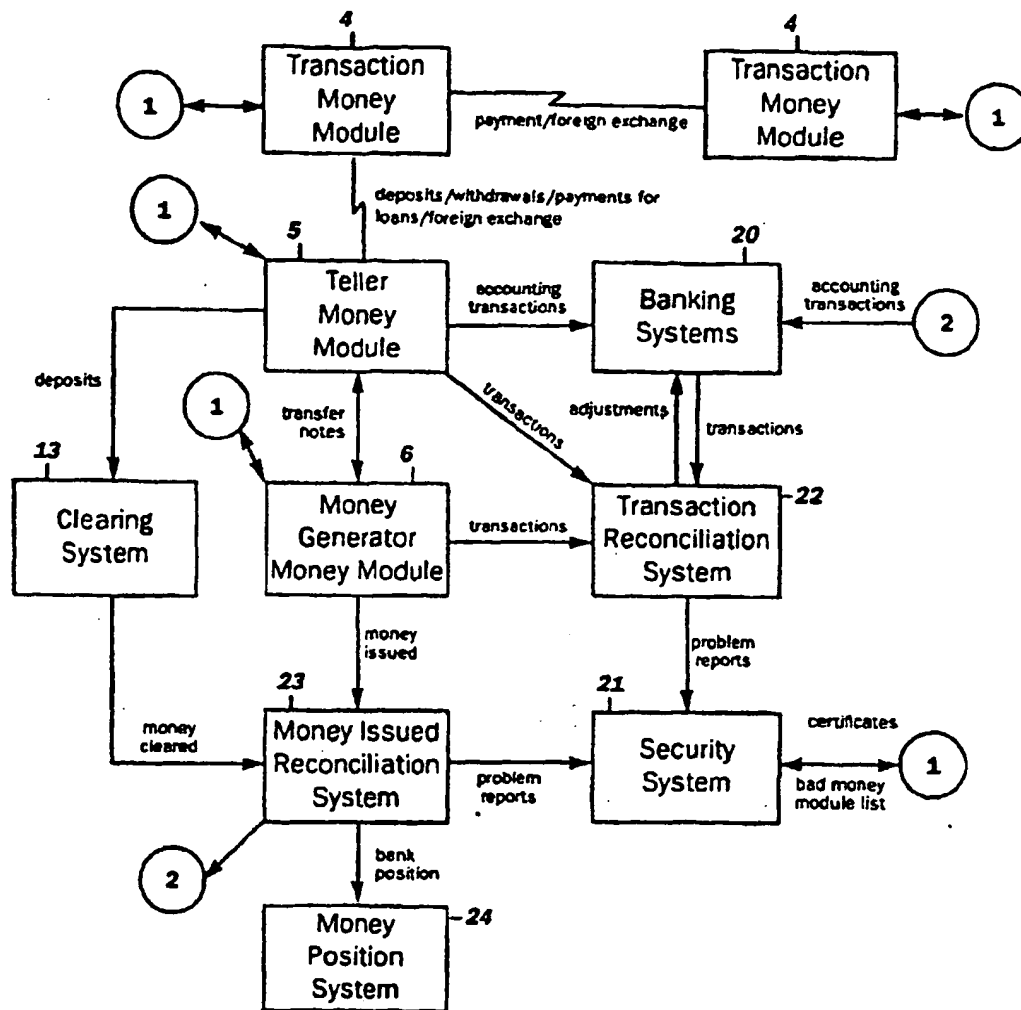 4
4
Transaction
Money
Module
Transaction
Money
Module
1
1
payment/foreign exchange
deposits/withdrawals/payments for
loans/foreign exchange
1
5
20
Teller
Money
Module
accounting
transactions
Banking
Systems
accounting
transactions
2
deposits
1
transfer
notes
transactions
adjustments
transactions
13
6
22
Clearing
System
Money
Generator
Money Module
transactions
Transaction
Reconciliation
System
money
issued
problem
reports
23
21
money
cleared
Money Issued
Reconciliation
System
problem
reports
Security
System
certificates
1
bad money
module list
2
bank
position
24
Money
Position
System